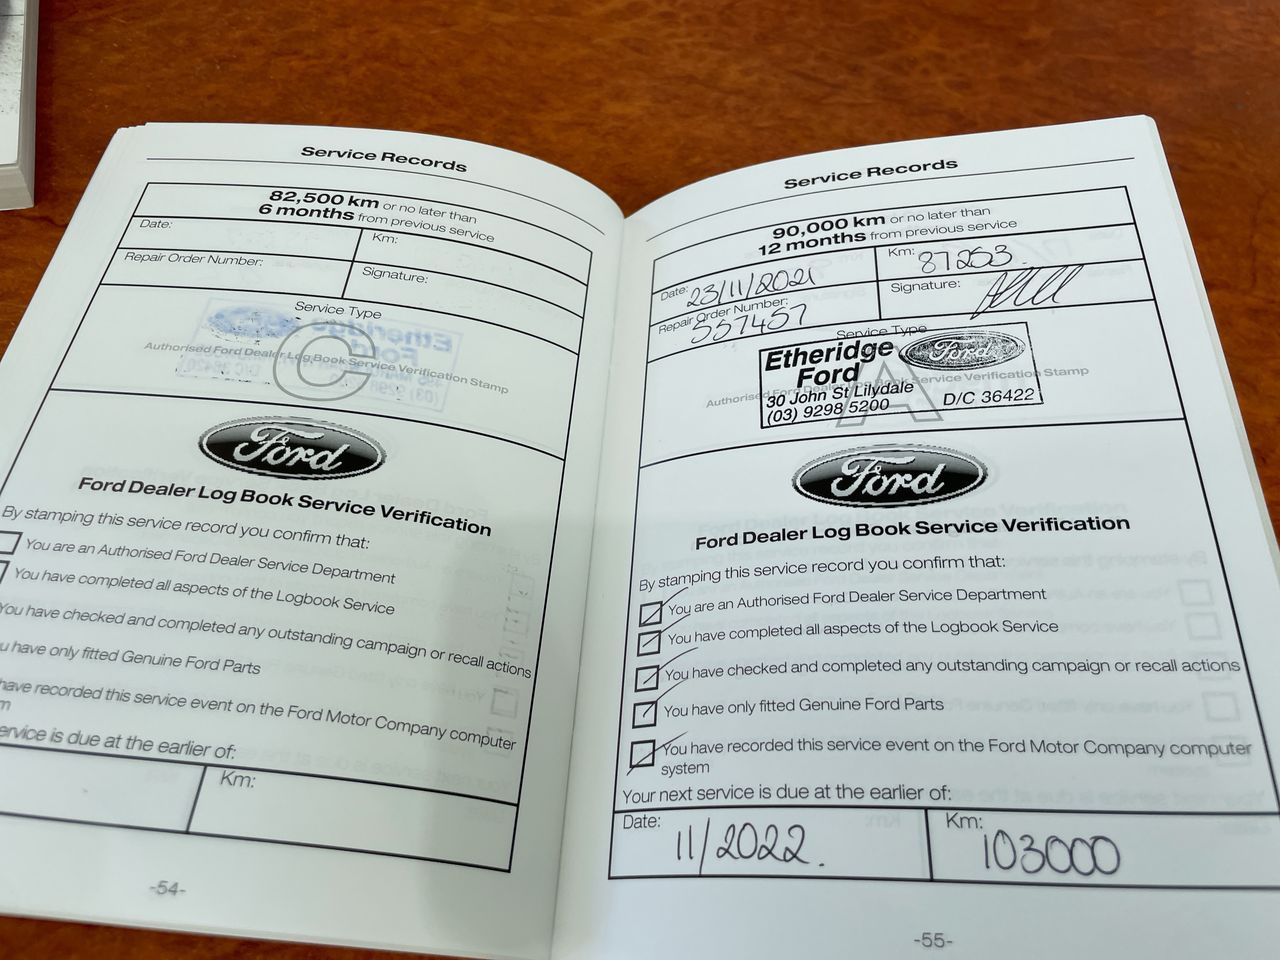 Service Records
82,500 km or no later than
6 months from previous service
Date:
Km:
Repair Order Number:
Signature:
Service Type
C
Authorised Ford Dealer Log Book Service Verification Stamp
Ford
Ford Dealer Log Book Service Verification
By stamping this service record you confirm that:
You are an Authorised Ford Dealer Service Department
You have completed all aspects of the Logbook Service
You have checked and completed any outstanding campaign or recall actions
u have only fitted Genuine Ford Parts
have recorded this service event on the Ford Motor Company computer
m
ervice is due at the earlier of:
Km:
-54-
Service Records
90,000 km or no later than
12 months from previous service
Date: 23/11/2021
Km: 87253.
Repair Order Number:
557457
Signature:
Service Type
A
Etheridge
Ford
Ford
30 John St Lilydale
(03) 9298 5200
D/C 36422
Authorised Ford Dealer Service Verification Stamp
Ford
Ford Dealer Log Book Service Verification
By stamping this service record you confirm that:
You are an Authorised Ford Dealer Service Department
You have completed all aspects of the Logbook Service
You have checked and completed any outstanding campaign or recall actions
You have only fitted Genuine Ford Parts
You have recorded this service event on the Ford Motor Company computer
system
Your next service is due at the earlier of:
Date:
11/2022.
Km:
103000
-55-